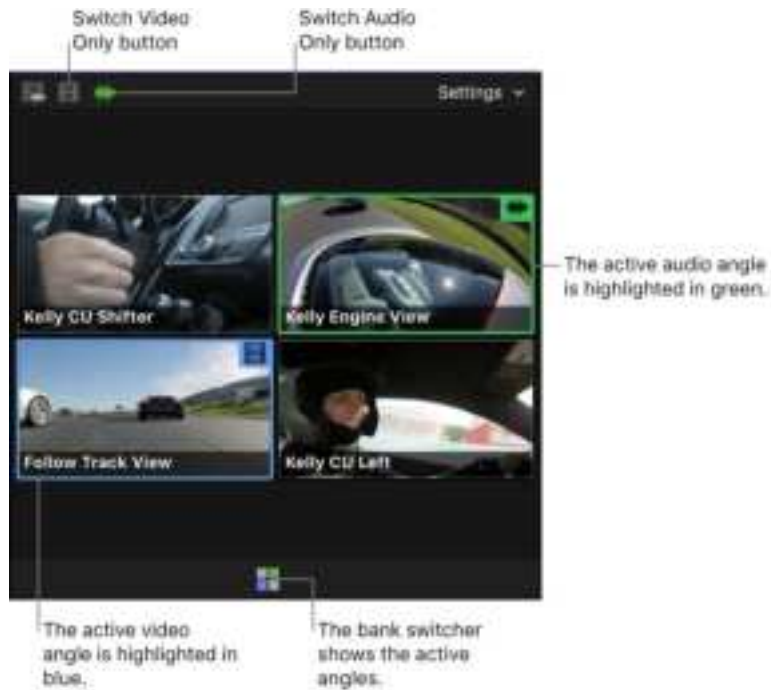 Switch Video
Only button
Switch Audio
Only button
Settings
Kelly CU Shifter
Kelly Engine View
The active audio angle
is highlighted in green.
Follow Track View
Kelly CU Left
The active video
angle is highlighted in
blue.
The bank switcher
shows the active
angles.